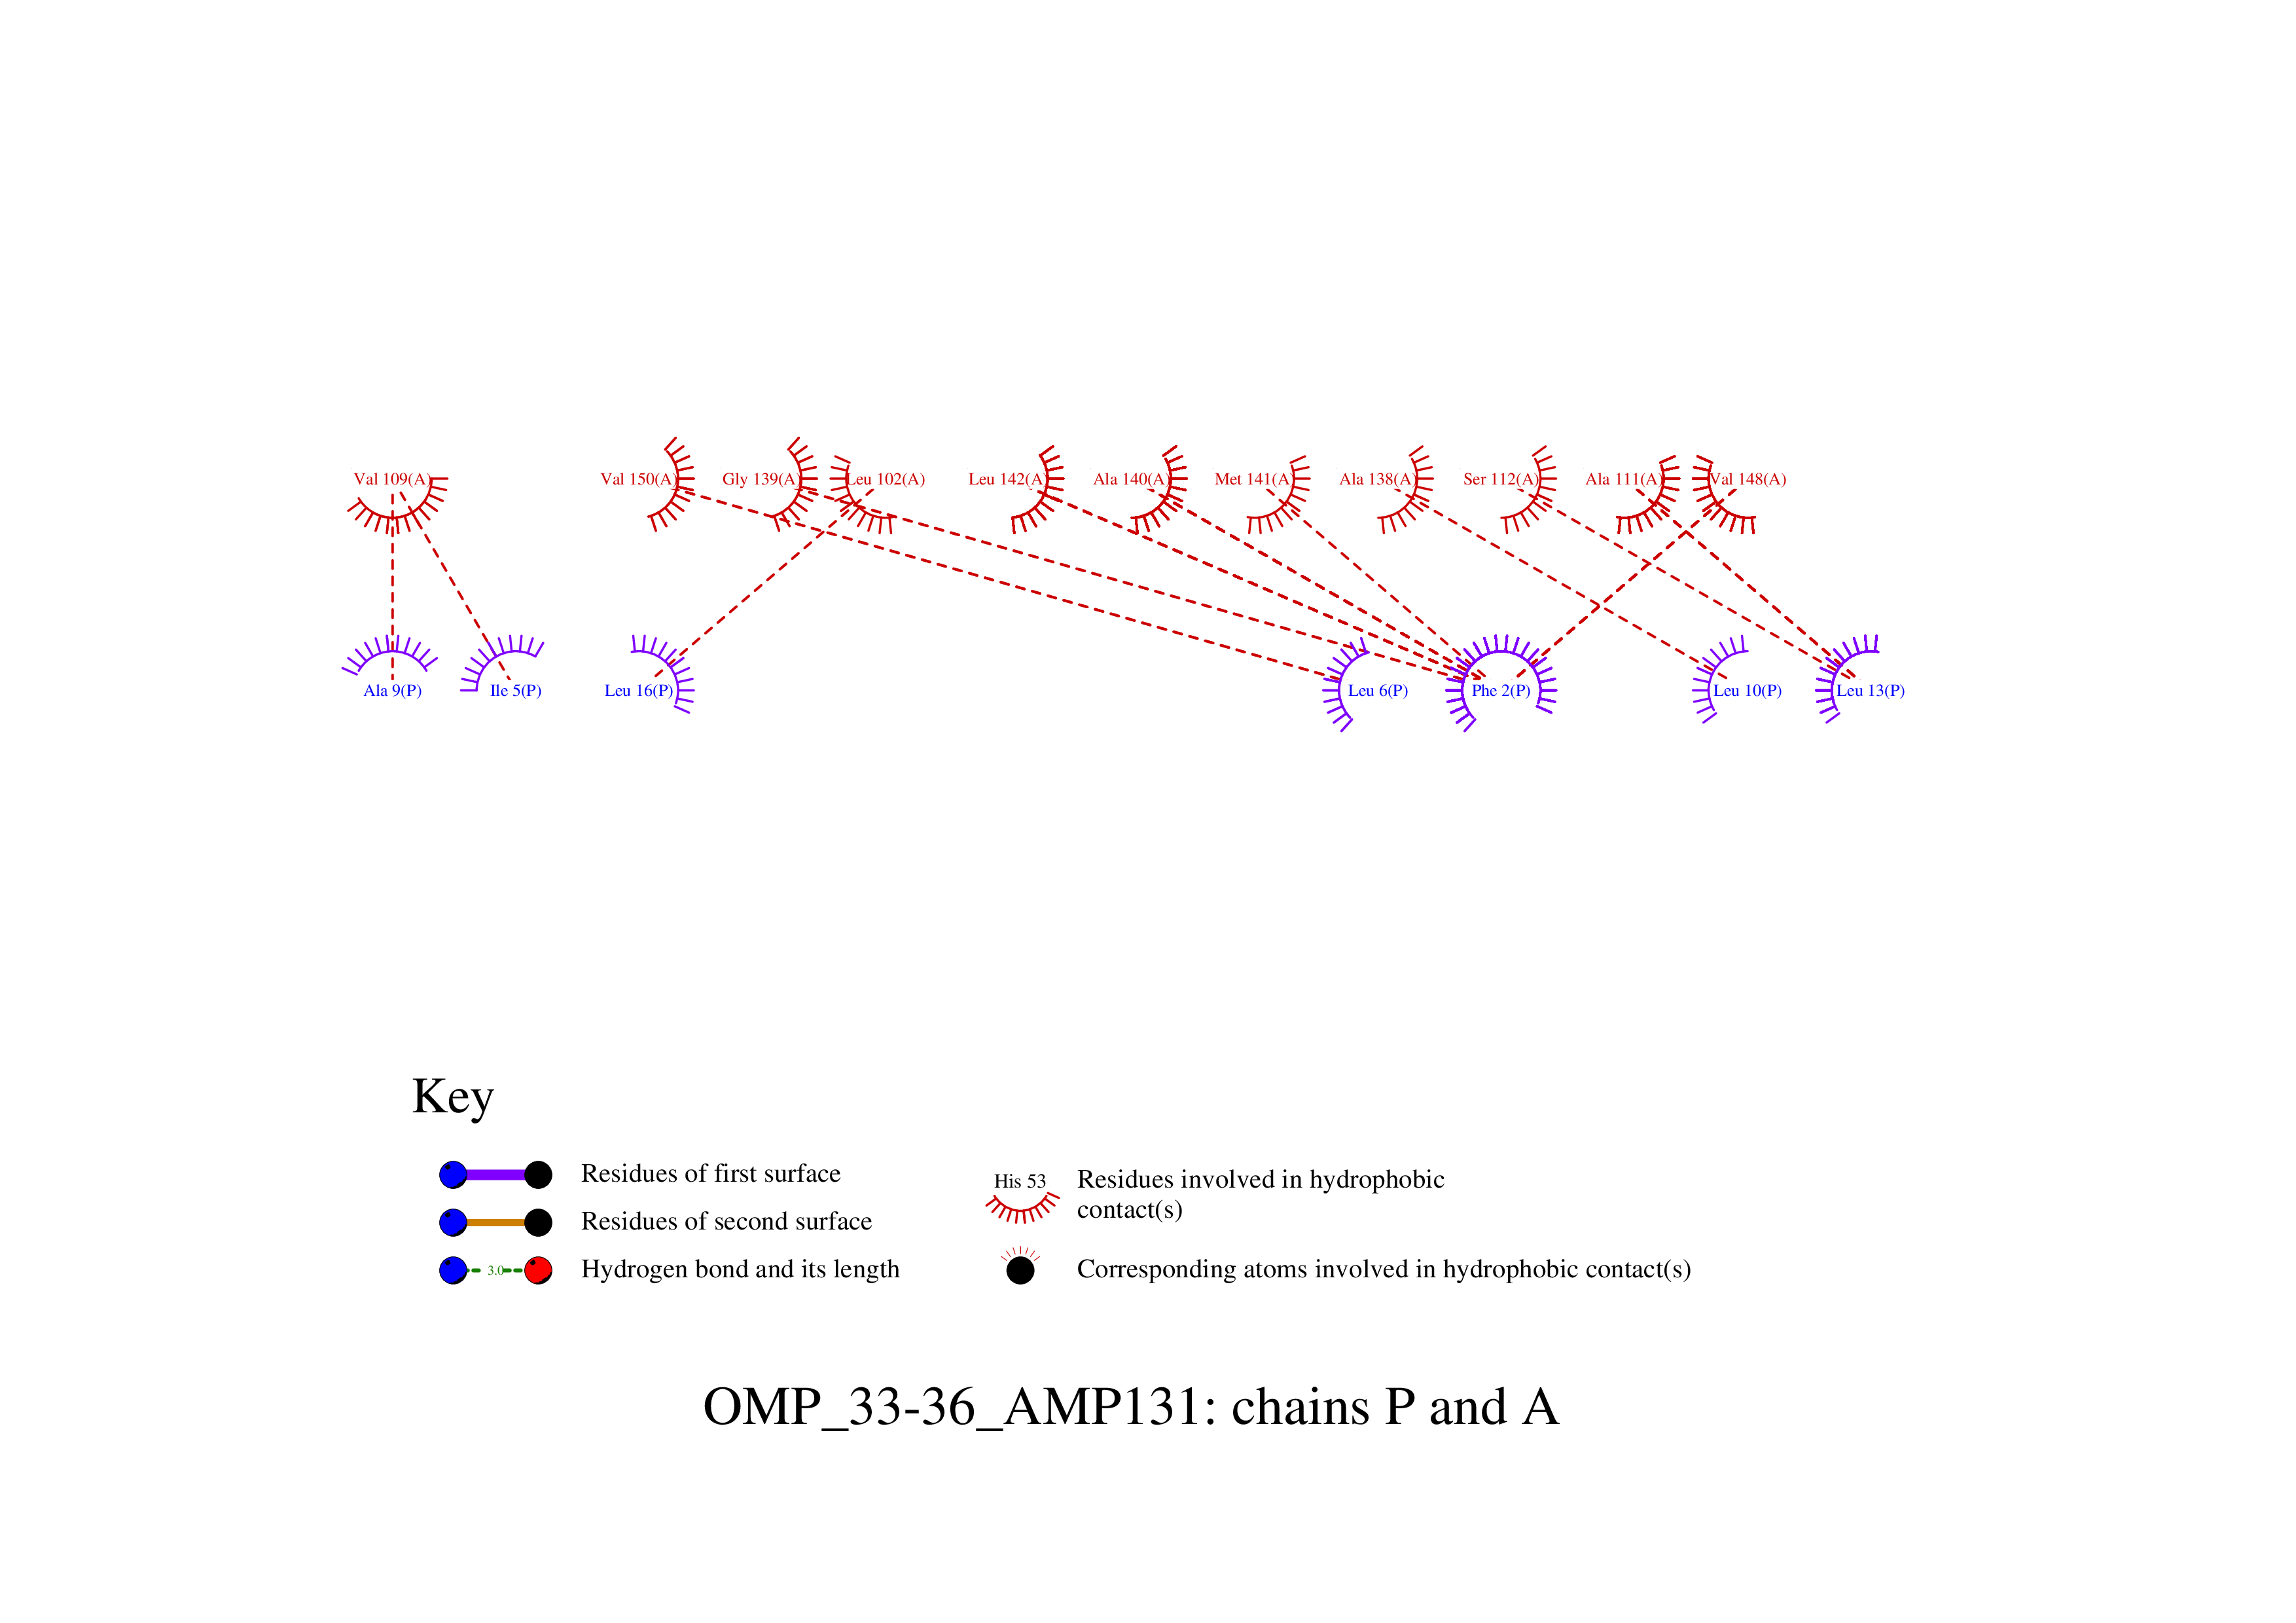 Val 109(A) Val 150(A) Gly 139(A) Leu 102(A) Leu 142(A) Ala 140(A) Met 141(A) Ala 138(A) Ser 112(A) Ala 111(A) Val 148(A)
Ala 9(P) Ile 5(P) Leu 16(P) Leu 6(P) Phe 2(P) Leu 10(P) Leu 13(P)
Key
Residues of first surface
Residues of second surface
3.0 Hydrogen bond and its length
His 53 Residues involved in hydrophobic
contact(s)
Corresponding atoms involved in hydrophobic contact(s)
OMP_33-36_AMP131: chains P and A